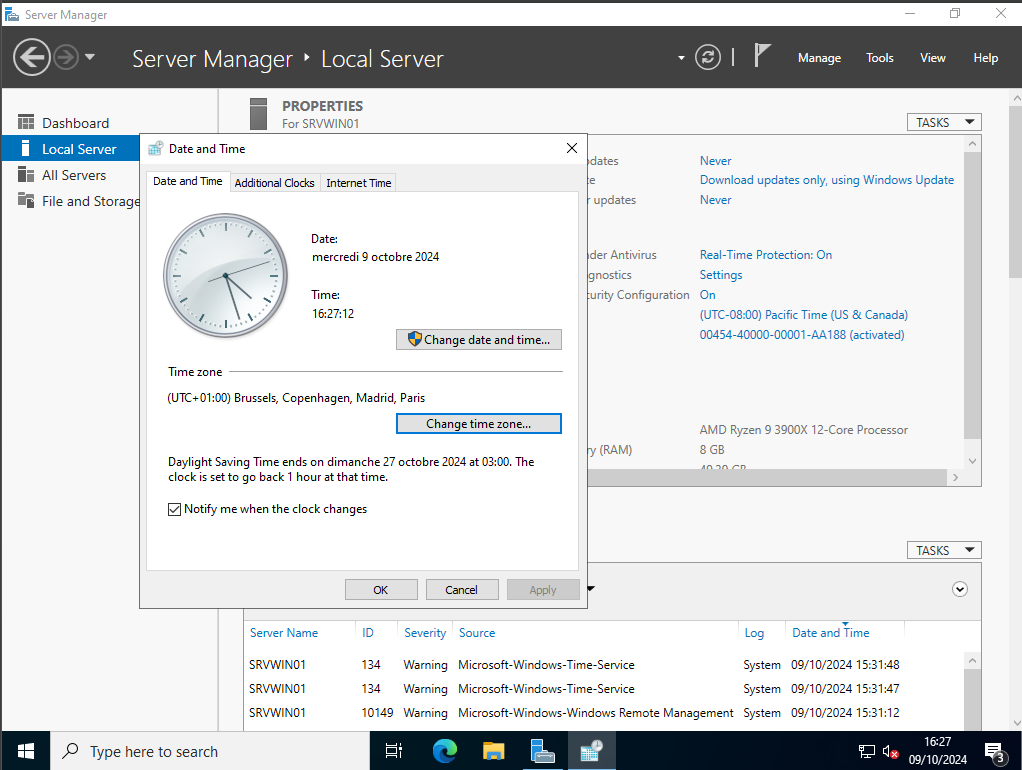 Server Manager
Server Manager ‣ Local Server
Manage Tools View Help
Dashboard
Local Server
All Servers
File and Storage
PROPERTIES
For SRVWIN01
TASKS
Never
Download updates only, using Windows Update
updates Never
Antivirus Real-Time Protection: On
Settings
Configuration On
(UTC-08:00) Pacific Time (US & Canada)
00454-40000-00001-AA188 (activated)
AMD Ryzen 9 3900X 12-Core Processor
(RAM) 8 GB
Date and Time
Date and Time Additional Clocks Internet Time
Date:
mercredi 9 octobre 2024
Time:
16:27:12
Change date and time...
Time zone
(UTC+01:00) Brussels, Copenhagen, Madrid, Paris
Change time zone...
Daylight Saving Time ends on dimanche 27 octobre 2024 at 03:00. The
clock is set to go back 1 hour at that time.
Notify me when the clock changes
OK Cancel Apply
TASKS
Server Name ID Severity Source Log Date and Time
SRVWIN01 134 Warning Microsoft-Windows-Time-Service System 09/10/2024 15:31:48
SRVWIN01 134 Warning Microsoft-Windows-Time-Service System 09/10/2024 15:31:47
SRVWIN01 10149 Warning Microsoft-Windows-Windows Remote Management System 09/10/2024 15:31:12
Type here to search
16:27
09/10/2024
3